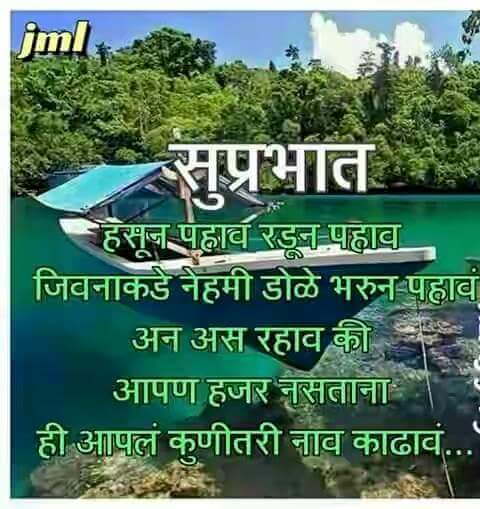 jml
सुप्रभात
हसून पहाव रडून पहाव
जिवनाकडे नेहमी डोळे भरुन पहावं
अन अस रहाव की
आपण हजर नसताना
ही आपलं कुणीतरी नाव काढावं...